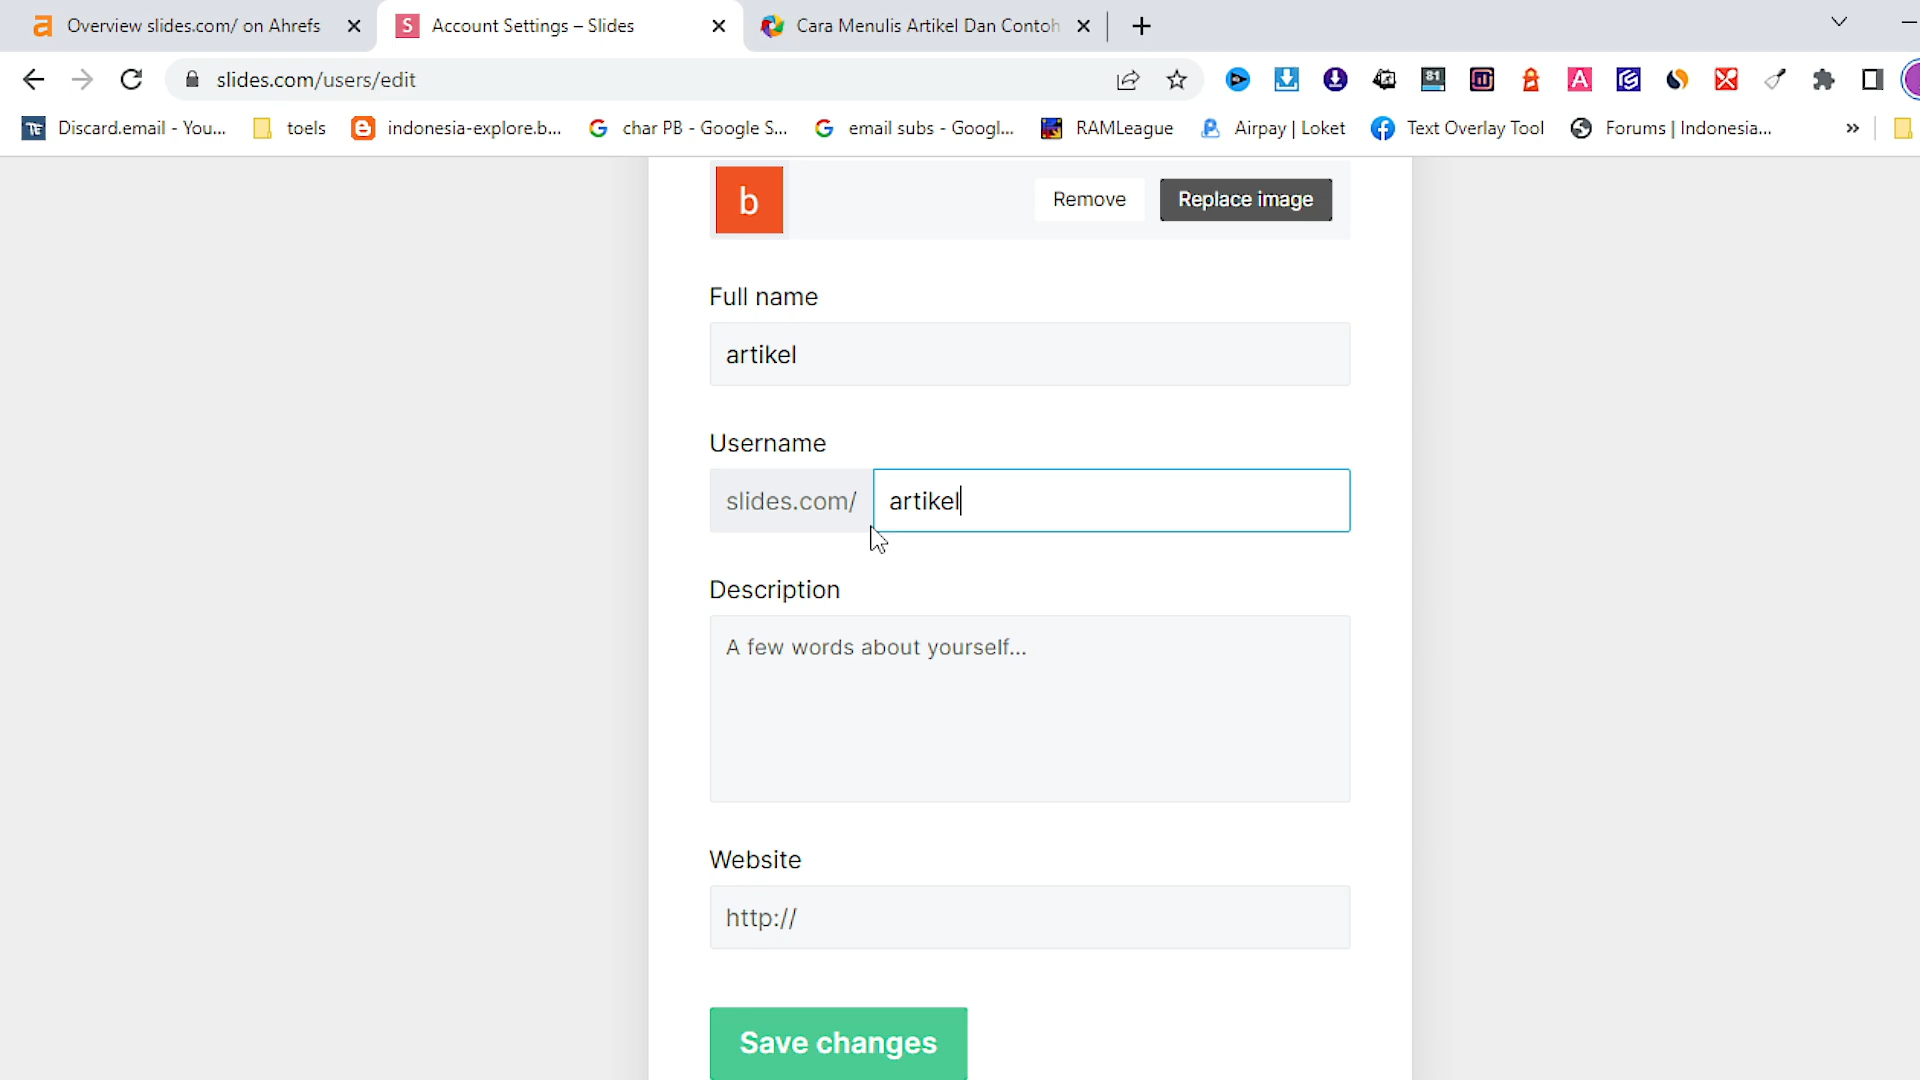 Overview slides.com/ on Ahrefs
Account Settings – Slides
Cara Menulis Artikel Dan Contoh
slides.com/users/edit
Discard.email - You...
toels
indonesia-explore.b...
char PB - Google S...
email subs - Googl...
RAMLeague
Airpay | Loket
Text Overlay Tool
Forums | Indonesia...
b
Remove
Replace image
Full name
artikel
Username
slides.com/
artikel
Description
A few words about yourself...
Website
http://
Save changes